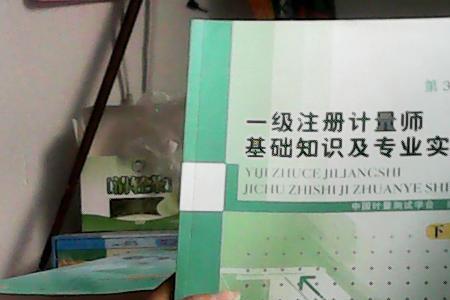 第3
一级注册计量师
基础知识及专业实
YIJI ZHUCE JILIANGSHI
JICHU ZHISHI JI ZHUANYE SHI
中国计量测试学会
下